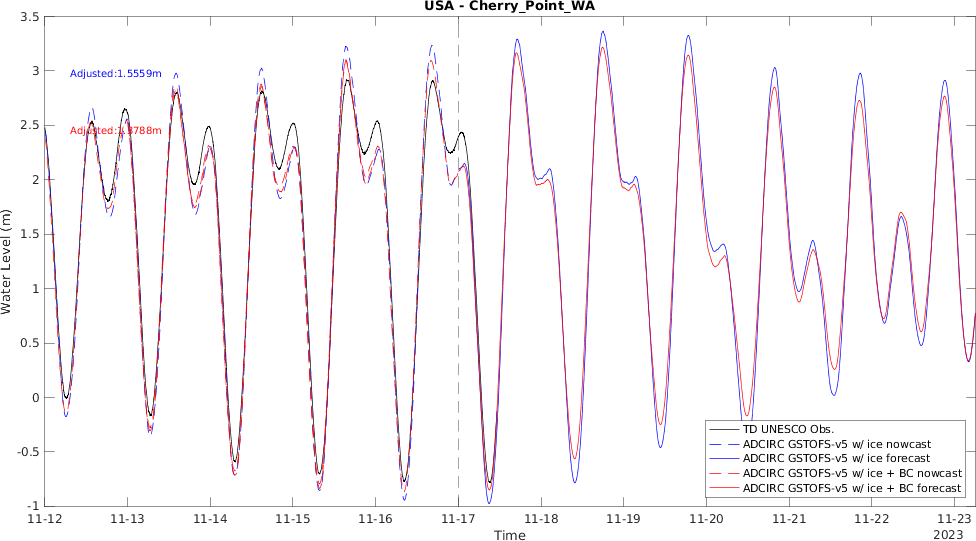 USA - Cherry_Point_WA
3.5
3
2.5
2
1.5
1
0.5
0
-0.5
-1
Water Level (m)
Adjusted:1.5559m
TD UNESCO Obs.
ADCIRC GSTOFS-v5 w/ ice nowcast
ADCIRC GSTOFS-v5 w/ ice forecast
ADCIRC GSTOFS-v5 w/ ice + BC nowcast
ADCIRC GSTOFS-v5 w/ ice + BC forecast
11-12 11-13 11-14 11-15 11-16 11-17 11-18 11-19 11-20 11-21 11-22 11-23
2023
Time